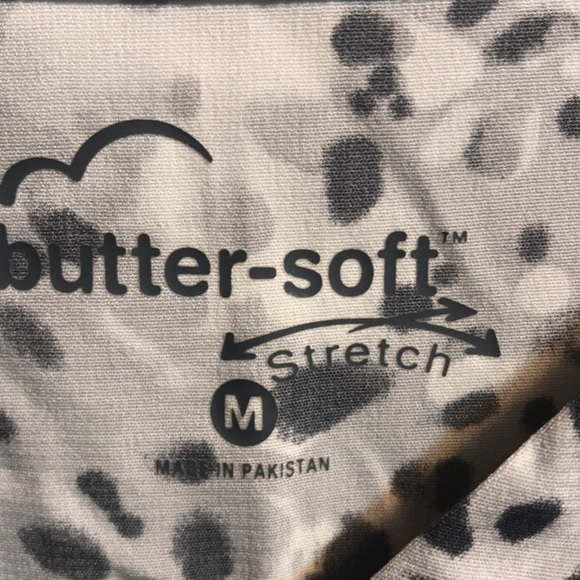 butter-soft™
Stretch
M
MADE IN PAKISTAN